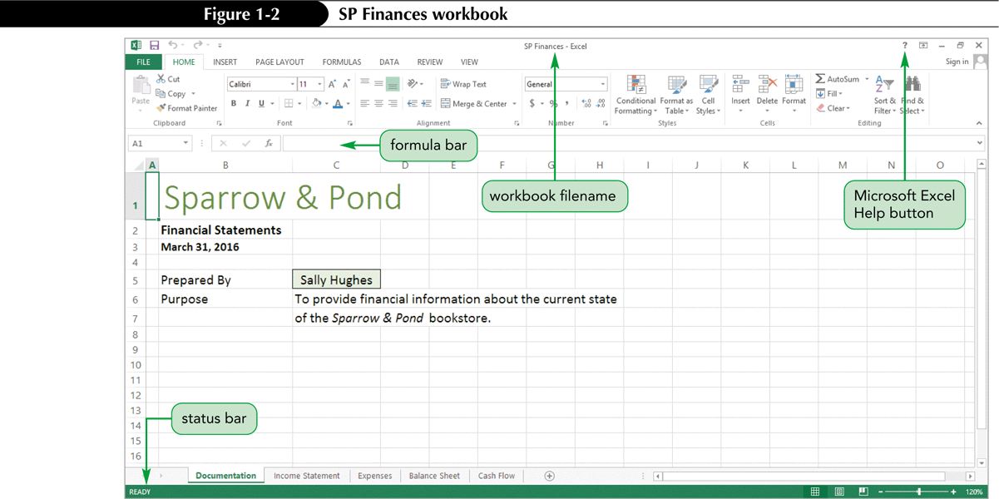 Figure 1-2 SP Finances workbook
SP Finances - Excel ?
FILE HOME INSERT PAGE LAYOUT FORMULAS DATA REVIEW VIEW Sign in
Cut
Copy
Format Painter
Paste
Clipboard
Calibri 11 A A
B I U A
Font
Wrap Text
Merge & Center
Alignment
General
$ % , .00 .00
Number
Conditional Formatting
Format as Table
Cell Styles
Styles
Insert Delete Format
Cells
AutoSum
Fill
Clear
Sort & Filter
Find & Select
Editing
A1 fx
formula bar
A B C D E F G H I J K L M N O
workbook filename
Microsoft Excel
Help button
1 Sparrow & Pond
2 Financial Statements
3 March 31, 2016
4
5 Prepared By Sally Hughes
6 Purpose To provide financial information about the current state
7 of the Sparrow & Pond bookstore.
8
9
10
11
12
13
status bar
14
15
16
Documentation Income Statement Expenses Balance Sheet Cash Flow
READY 120%